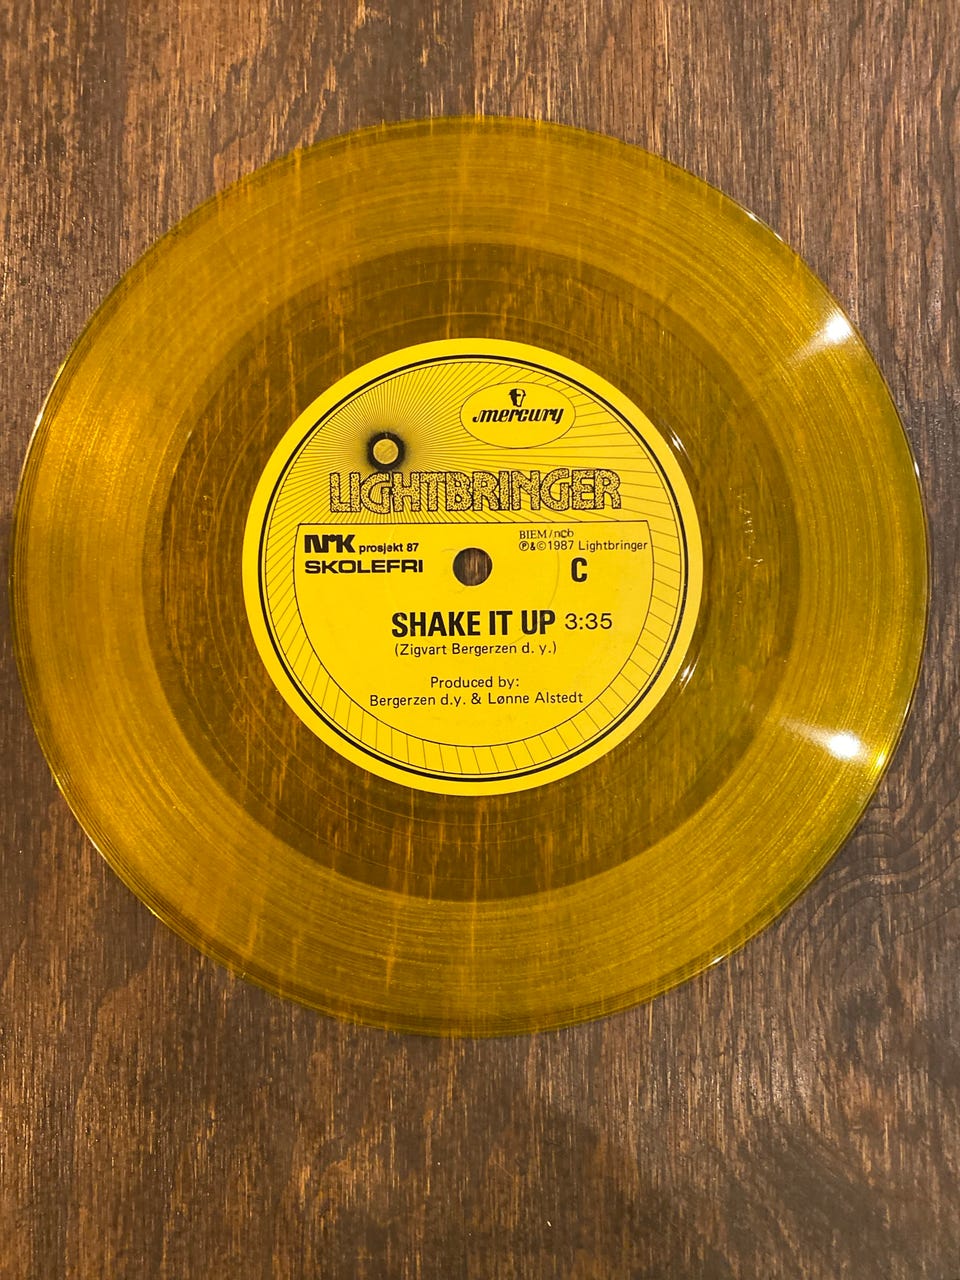 mercury
LIGHTBRINGER
NRK prosjekt 87
SKOLEFRI
BIEM/ncb
℗&©1987 Lightbringer
C
SHAKE IT UP 3:35
(Zigvart Bergerzen d. y.)
Produced by:
Bergerzen d.y. & Lønne Alstedt